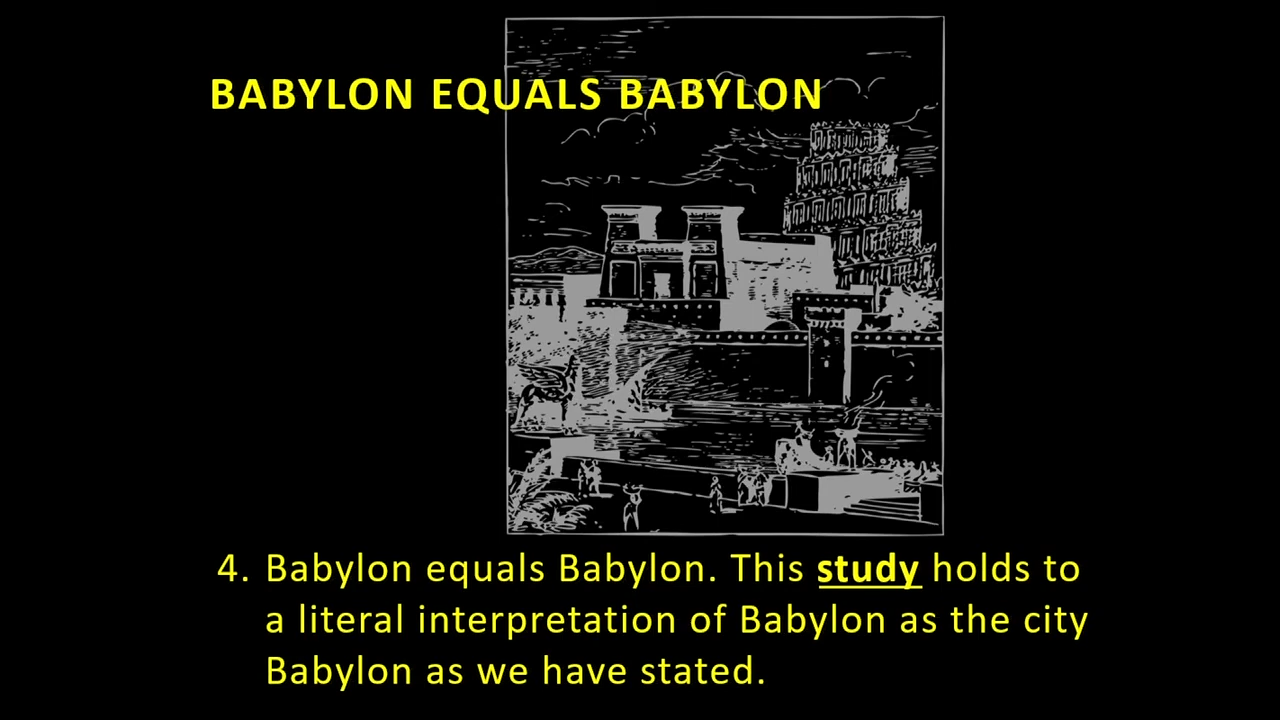 BABYLON EQUALS BABYLON
4. Babylon equals Babylon. This study holds to
a literal interpretation of Babylon as the city
Babylon as we have stated.